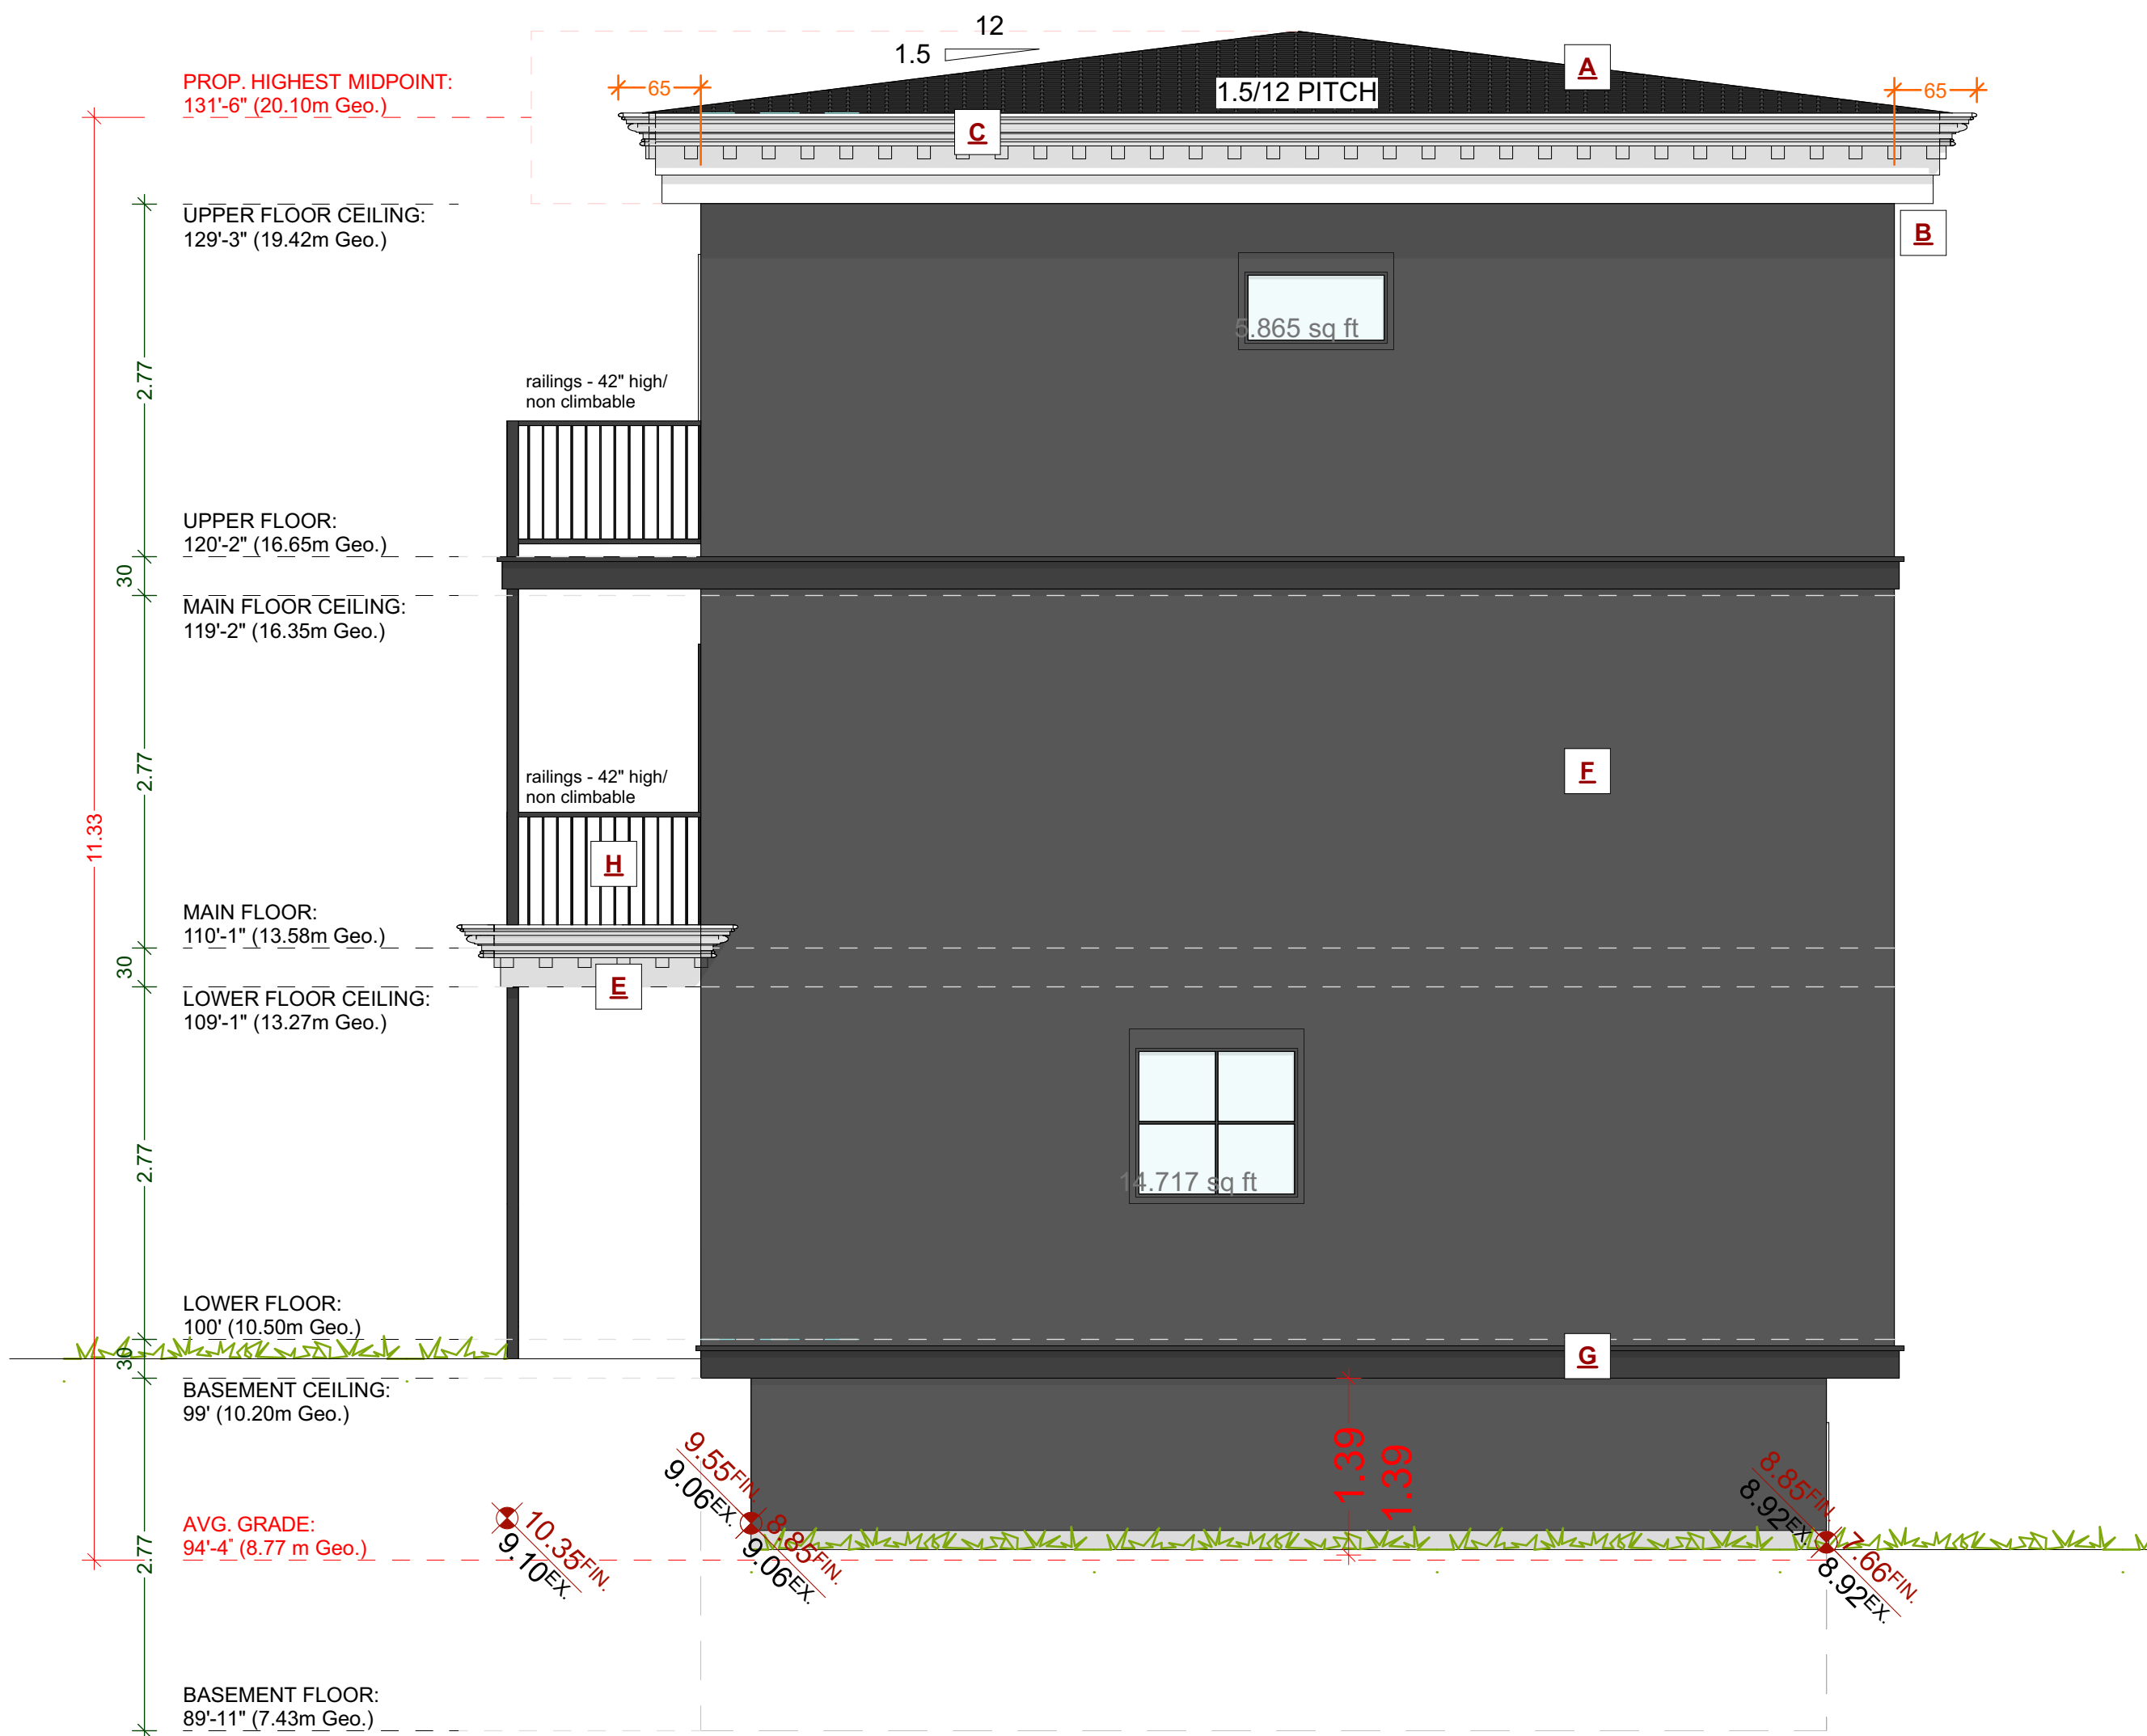 12
1.5
1.5/12 PITCH
A
65
65
PROP. HIGHEST MIDPOINT:
131'-6" (20.10m Geo.)
C
UPPER FLOOR CEILING:
129'-3" (19.42m Geo.)
B
5.865 sq ft
2.77
railings - 42" high/
non climbable
UPPER FLOOR:
120'-2" (16.65m Geo.)
30
MAIN FLOOR CEILING:
119'-2" (16.35m Geo.)
2.77
railings - 42" high/
non climbable
F
11.33
H
MAIN FLOOR:
110'-1" (13.58m Geo.)
30
E
LOWER FLOOR CEILING:
109'-1" (13.27m Geo.)
2.77
14.717 sq ft
LOWER FLOOR:
100' (10.50m Geo.)
30
G
BASEMENT CEILING:
99' (10.20m Geo.)
1.39
1.39
9.55FIN.
9.06EX.
8.85FIN.
9.06EX.
10.35FIN.
9.10EX.
8.85FIN.
8.92EX.
7.66FIN.
8.92EX.
AVG. GRADE:
94'-4" (8.77 m Geo.)
2.77
BASEMENT FLOOR:
89'-11" (7.43m Geo.)